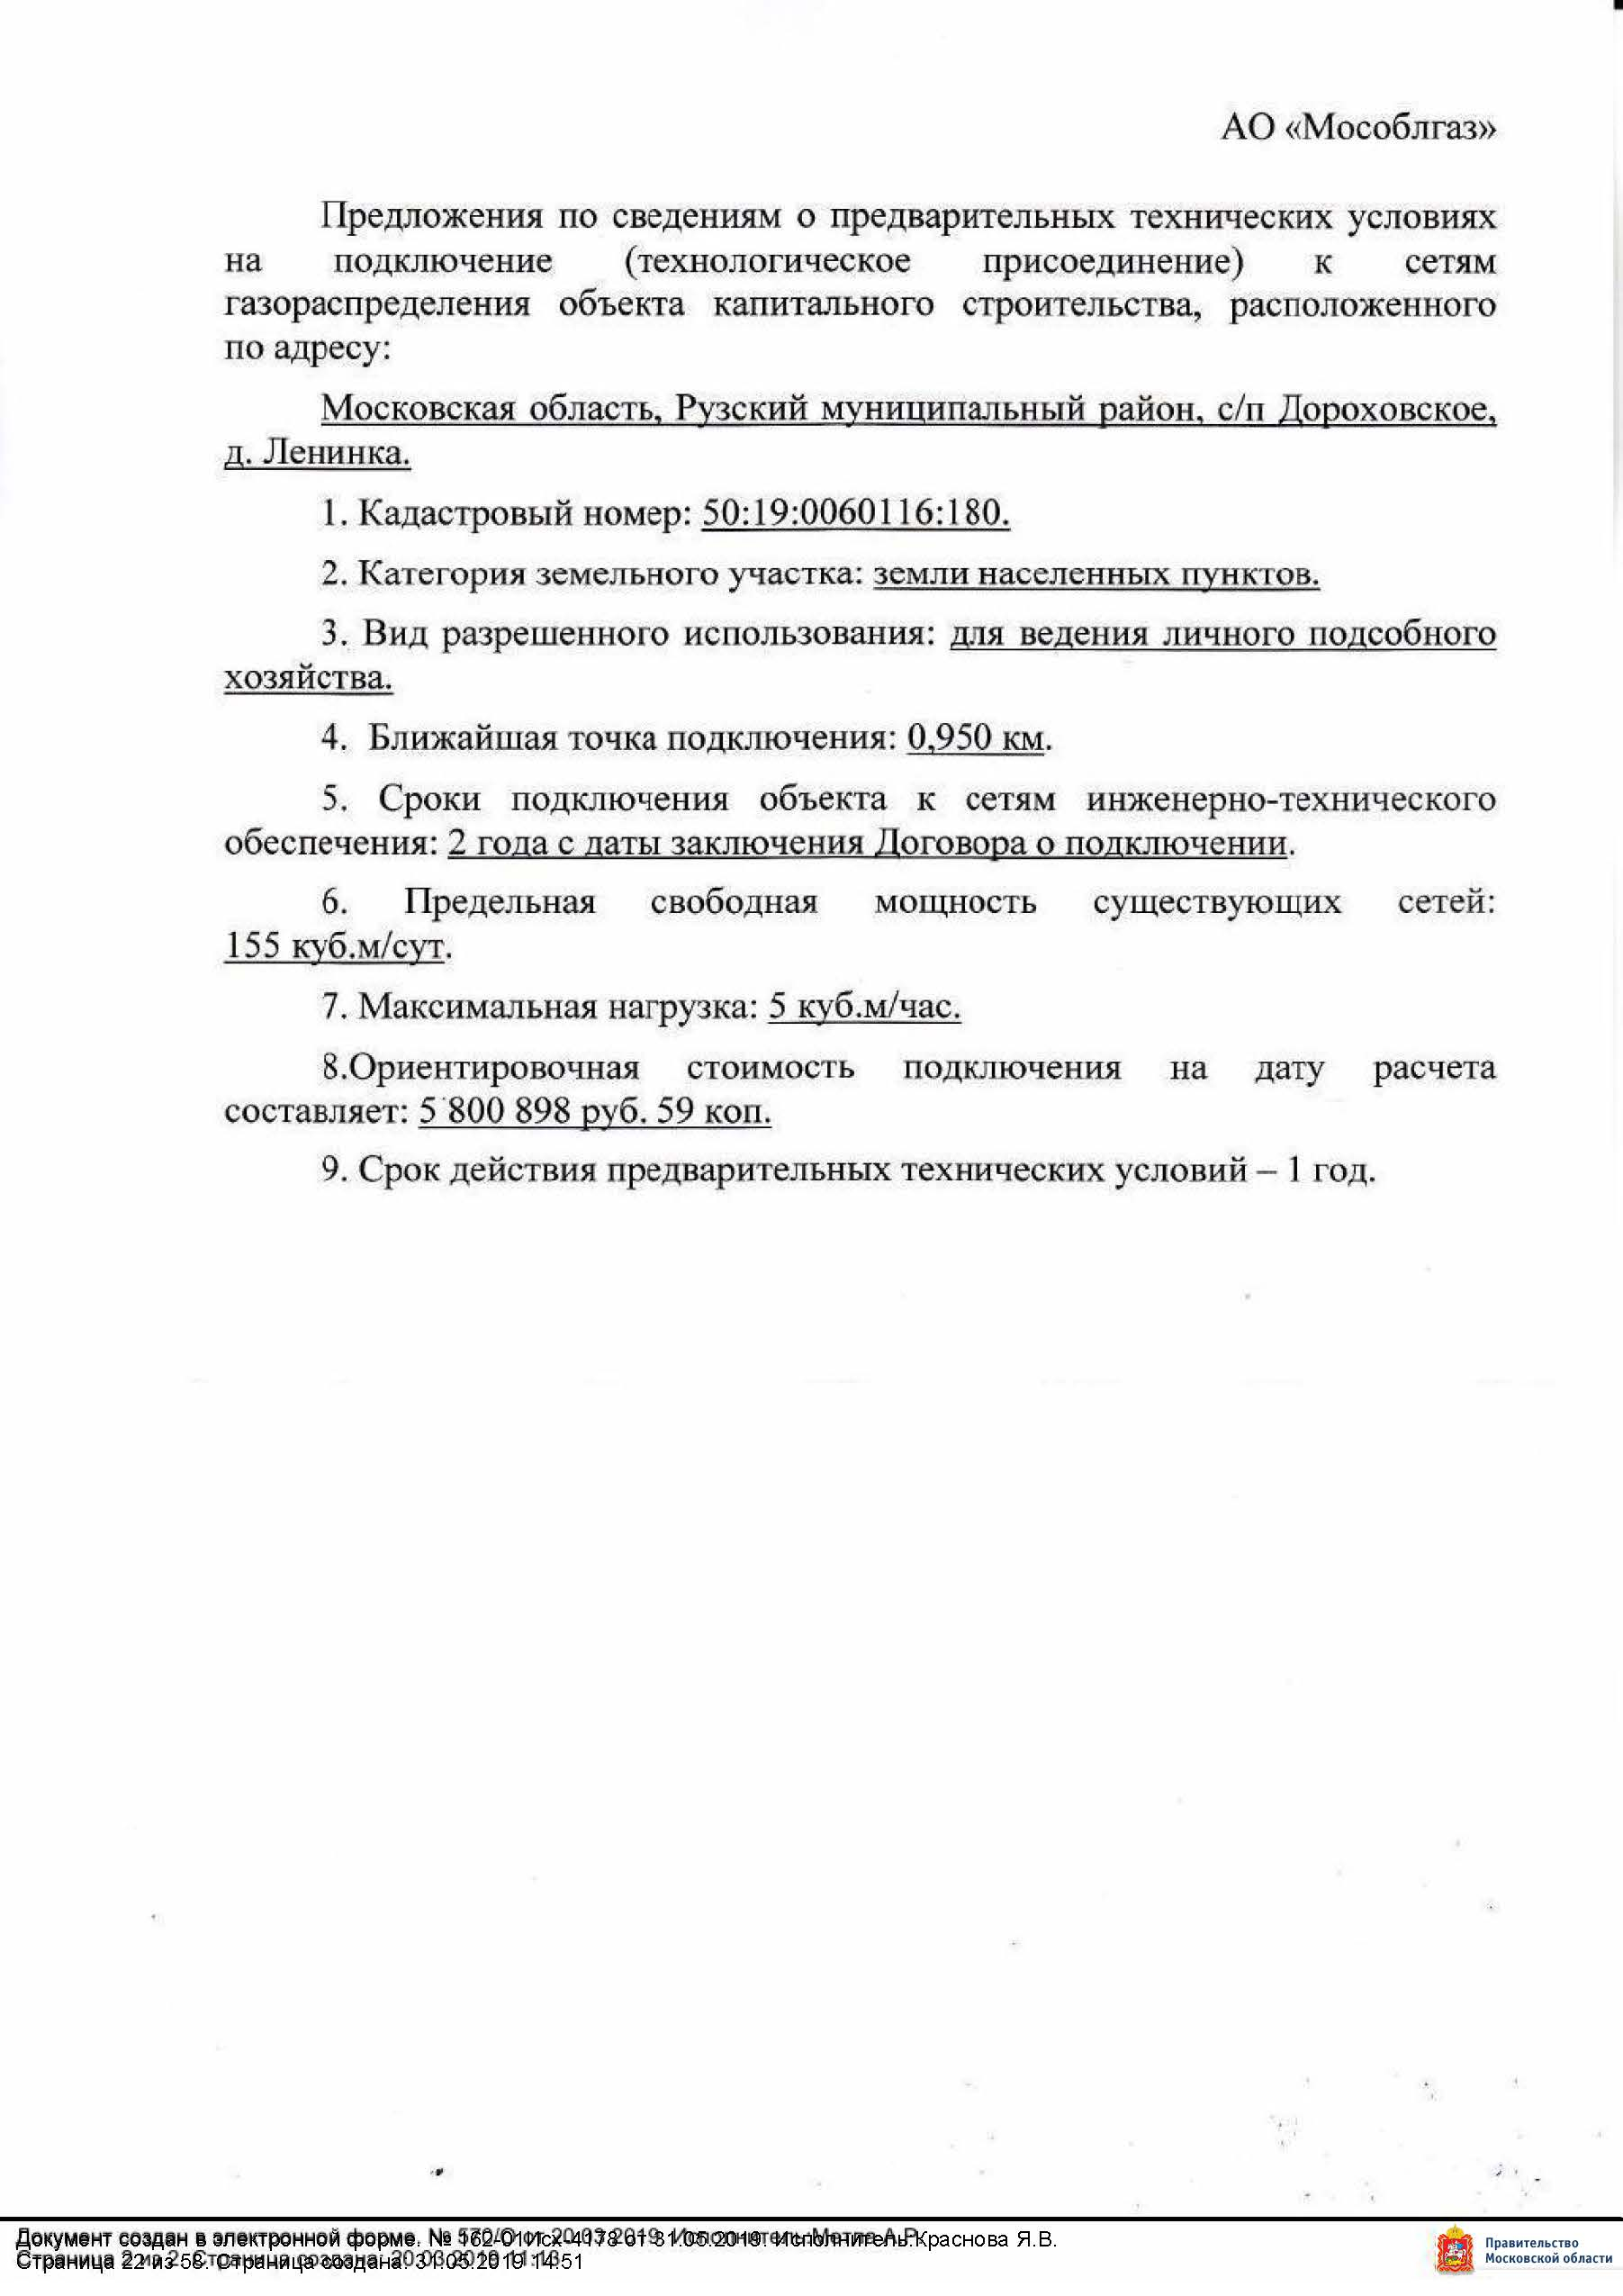 АО «Мособлгаз»
Предложения по сведениям о предварительных технических условиях
на подключение (технологическое присоединение) к сетям
газораспределения объекта капитального строительства, расположенного
по адресу:
Московская область, Рузский муниципальный район, с/п Дороховское,
д. Ленинка.
1. Кадастровый номер: 50:19:0060116:180.
2. Категория земельного участка: земли населенных пунктов.
3. Вид разрешенного использования: для ведения личного подсобного
хозяйства.
4. Ближайшая точка подключения: 0,950 км.
5. Сроки подключения объекта к сетям инженерно-технического
обеспечения: 2 года с даты заключения Договора о подключении.
6. Предельная свободная мощность существующих сетей:
155 куб.м/сут.
7. Максимальная нагрузка: 5 куб.м/час.
8.Ориентировочная стоимость подключения на дату расчета
составляет: 5 800 898 руб. 59 коп.
9. Срок действия предварительных технических условий – 1 год.
Документ создан в электронной форме. № Исполнитель: Краснова Я.В.
Страница 22 из 58. Страница создана: 31.05.2019 14:51
Правительство
Московской области